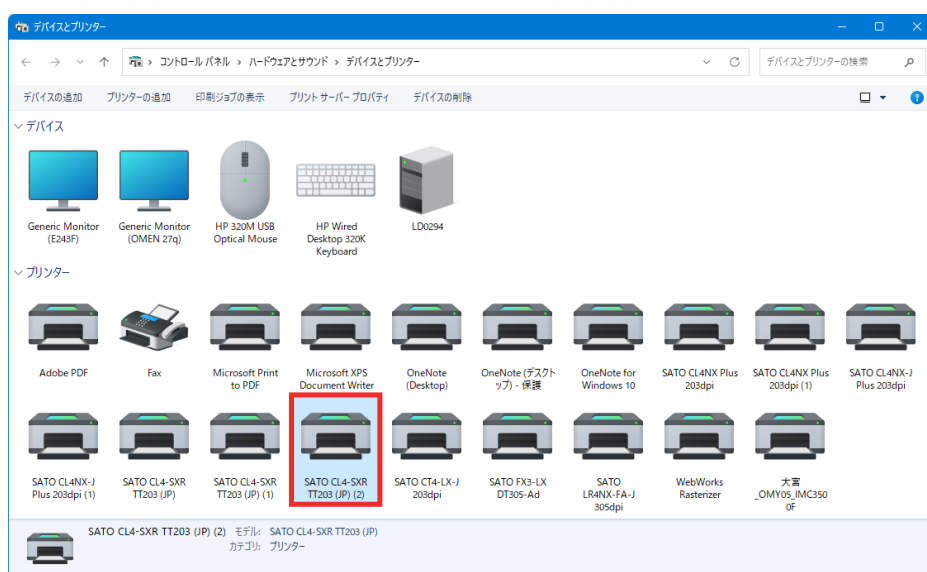 デバイスとプリンター
コントロール パネル › ハードウェアとサウンド › デバイスとプリンター
デバイスとプリンターの検索
デバイスの追加 プリンターの追加 印刷ジョブの表示 プリント サーバー プロパティ デバイスの削除
デバイス
Generic Monitor
(E243F)
Generic Monitor
(OMEN 27q)
HP 320M USB
Optical Mouse
HP Wired
Desktop 320K
Keyboard
LD0294
プリンター
Adobe PDF
Fax
Microsoft Print
to PDF
Microsoft XPS
Document Writer
OneNote
(Desktop)
OneNote (デスクト
ップ) - 保護
OneNote for
Windows 10
SATO CL4NX Plus
203dpi
SATO CL4NX Plus
203dpi (1)
SATO CL4NX-J
Plus 203dpi
SATO CL4NX-J
Plus 203dpi (1)
SATO CL4-SXR
TT203 (JP)
SATO CL4-SXR
TT203 (JP) (1)
SATO CL4-SXR
TT203 (JP) (2)
SATO CT4-LX-J
203dpi
SATO FX3-LX
DT305-Ad
SATO
LR4NX-FA-J
305dpi
WebWorks
Rasterizer
大宮
_OMY05_IMC350
0F
SATO CL4-SXR TT203 (JP) (2) モデル: SATO CL4-SXR TT203 (JP)
カテゴリ: プリンター